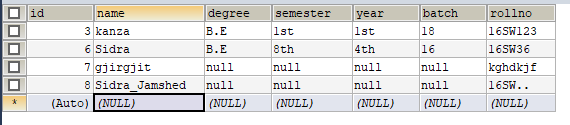 id name degree semester year batch rollno
3 kanza B.E 1st 1st 18 16SW123
6 Sidra B.E 8th 4th 16 16SW36
7 gjirgjit null null null null kghdkjf
8 Sidra_Jamshed null null null null 16SW..
* (Auto) (NULL) (NULL) (NULL) (NULL) (NULL) (NULL)